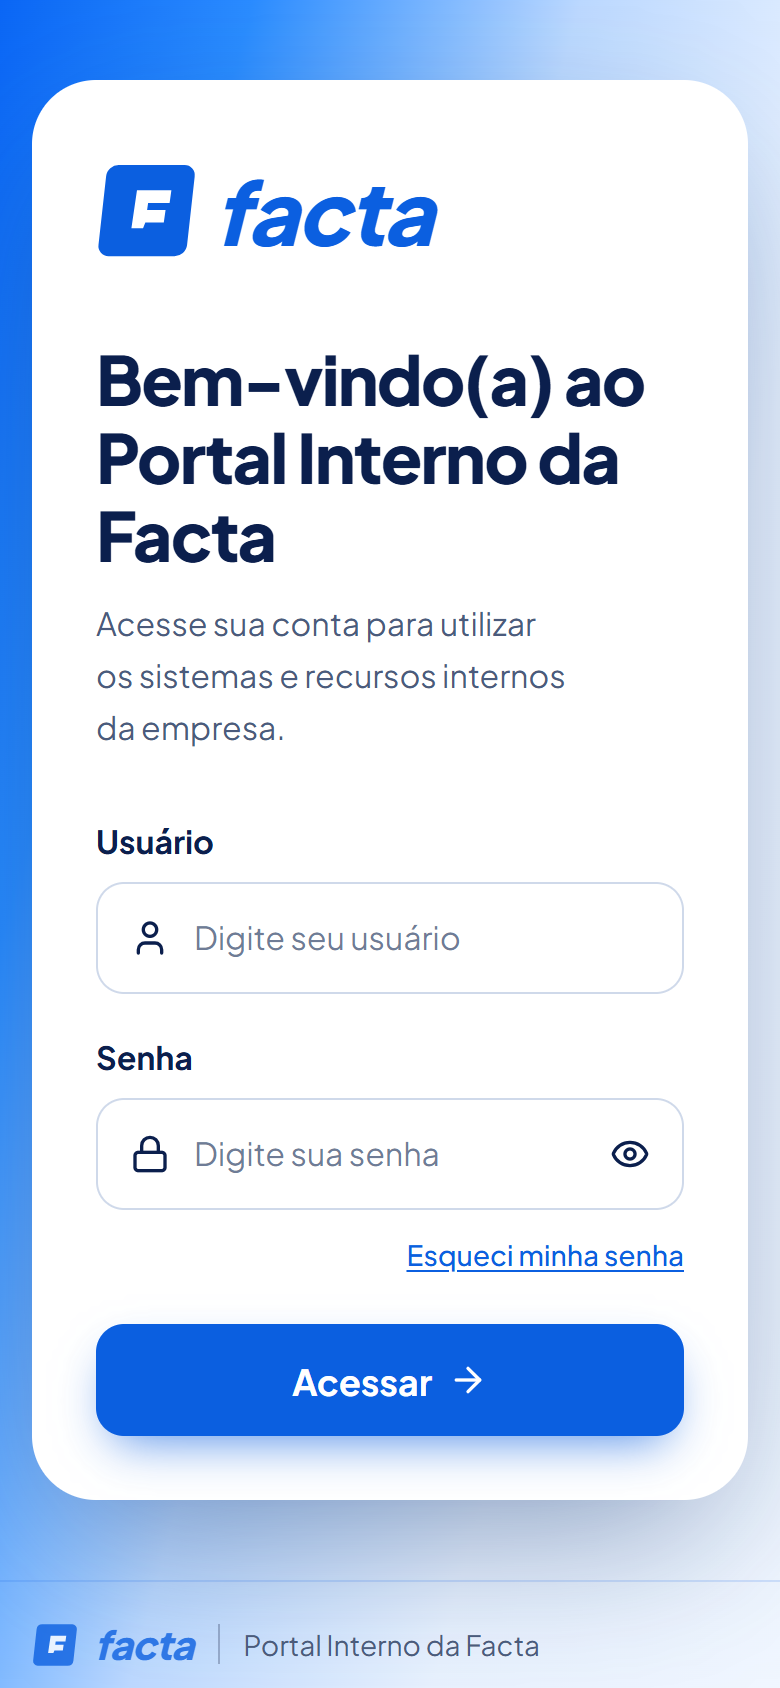 F facta
Bem-vindo(a) ao
Portal Interno da
Facta
Acesse sua conta para utilizar
os sistemas e recursos internos
da empresa.
Usuário
Digite seu usuário
Senha
Digite sua senha
Esqueci minha senha
Acessar →
F facta | Portal Interno da Facta